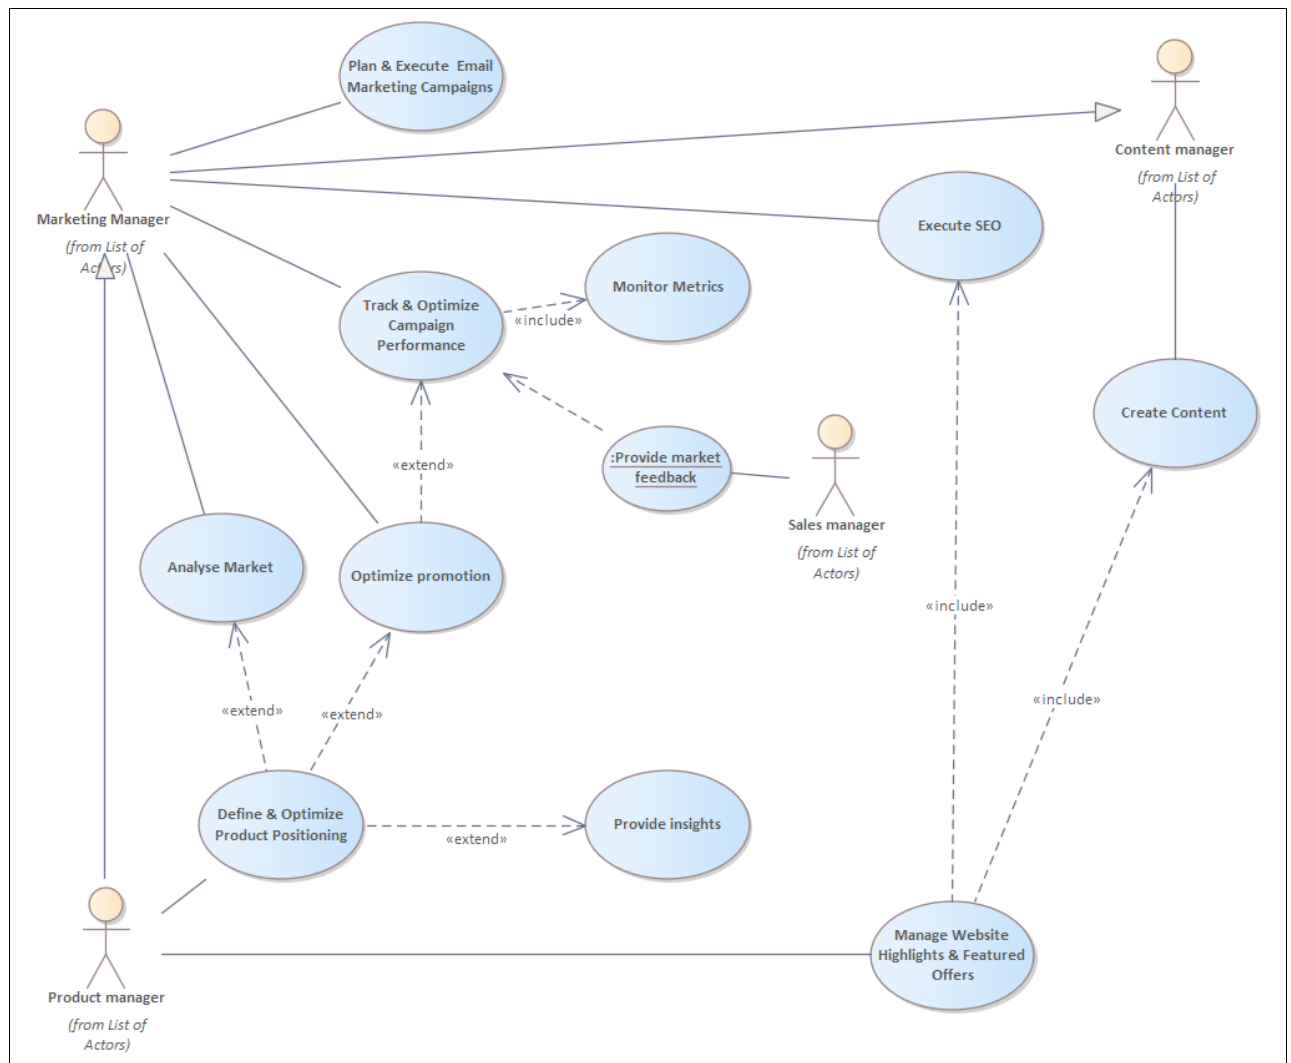 Plan & Execute Email
Marketing Campaigns
Content manager
(from List of
Actors)
Marketing Manager
(from List of
Actors)
Execute SEO
Monitor Metrics
Track & Optimize
Campaign
Performance
«include»
Create Content
:Provide market
feedback
«extend»
Sales manager
(from List of
Actors)
Analyse Market
Optimize promotion
«include»
«include»
«extend»
«extend»
Define & Optimize
Product Positioning
Provide insights
«extend»
Manage Website
Highlights & Featured
Offers
Product manager
(from List of
Actors)